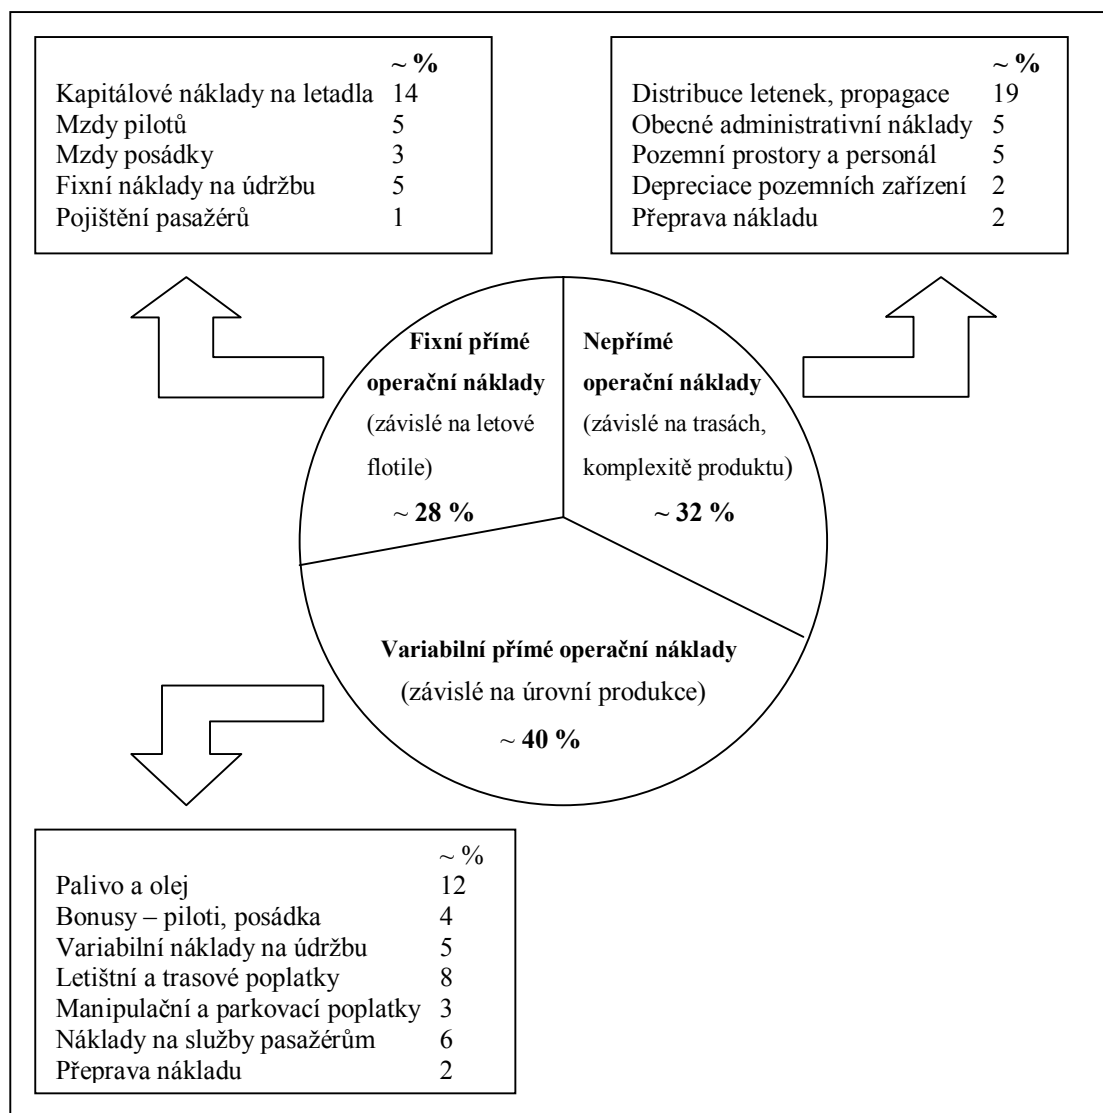 ~ %
Kapitálové náklady na letadla 14
Mzdy pilotů 5
Mzdy posádky 3
Fixní náklady na údržbu 5
Pojištění pasažérů 1
~ %
Distribuce letenek, propagace 19
Obecné administrativní náklady 5
Pozemní prostory a personál 5
Depreciace pozemních zařízení 2
Přeprava nákladu 2
Fixní přímé
operační náklady
(závislé na letové
flotile)
~ 28 %
Nepřímé
operační náklady
(závislé na trasách,
komplexitě produktu)
~ 32 %
Variabilní přímé operační náklady
(závislé na úrovní produkce)
~ 40 %
~ %
Palivo a olej 12
Bonusy – piloti, posádka 4
Variabilní náklady na údržbu 5
Letištní a trasové poplatky 8
Manipulační a parkovací poplatky 3
Náklady na služby pasažérům 6
Přeprava nákladu 2